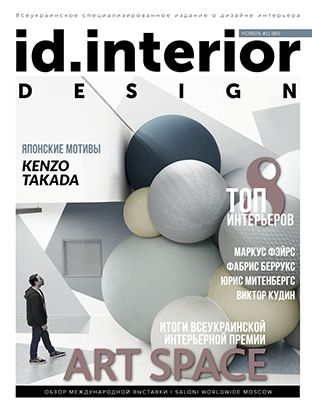 Всеукраинское специализированное издание о дизайне интерьера
id.interior
НОЯБРЬ #11
DESIGN
ЯПОНСКИЕ МОТИВЫ
KENZO
TAKADA
ТОП 8
ИНТЕРЬЕРОВ
МАРКУС ФЭЙРС
ФАБРИС БЕРРУКС
ЮРИС МИТЕНБЕРГС
ВИКТОР КУДИН
ИТОГИ ВСЕУКРАИНСКОЙ
ИНТЕРЬЕРНОЙ ПРЕМИИ
ART SPACE
ОБЗОР МЕЖДУНАРОДНОЙ ВЫСТАВКИ I SALONI WORLDWIDE MOSCOW